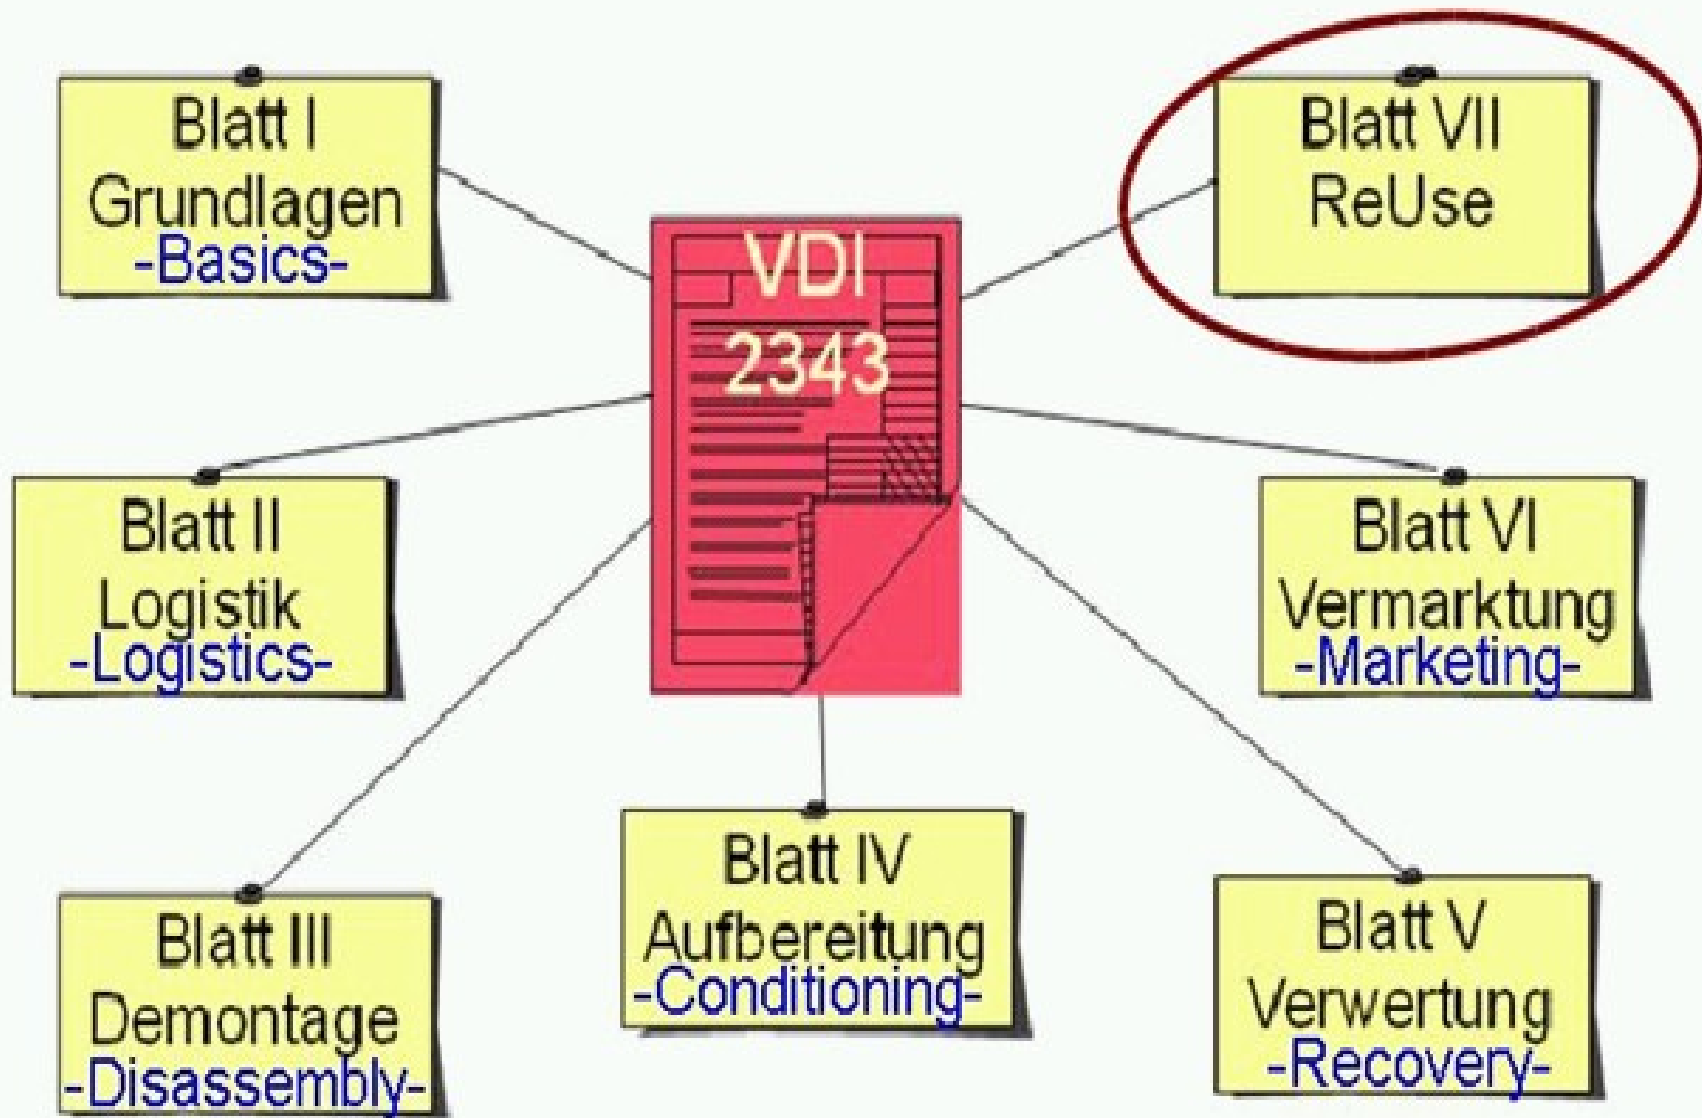 Blatt I
Grundlagen
-Basics-
Blatt VII
ReUse
VDI
2343
Blatt II
Logistik
-Logistics-
Blatt VI
Vermarktung
-Marketing-
Blatt III
Demontage
-Disassembly-
Blatt IV
Aufbereitung
-Conditioning-
Blatt V
Verwertung
-Recovery-